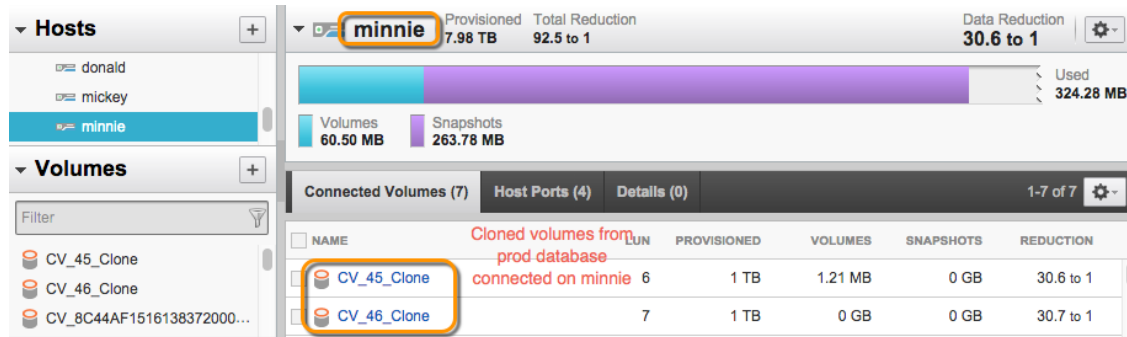 Hosts +
donald
mickey
minnie
Volumes +
Filter
CV_45_Clone
CV_46_Clone
CV_8C44AF1516138372000...
minnie Provisioned Total Reduction Data Reduction
7.98 TB 92.5 to 1 30.6 to 1
Used
324.28 MB
Volumes Snapshots
60.50 MB 263.78 MB
Connected Volumes (7) Host Ports (4) Details (0) 1-7 of 7
NAME LUN PROVISIONED VOLUMES SNAPSHOTS REDUCTION
Cloned volumes from
prod database
connected on minnie
CV_45_Clone 6 1 TB 1.21 MB 0 GB 30.6 to 1
CV_46_Clone 7 1 TB 0 GB 0 GB 30.7 to 1